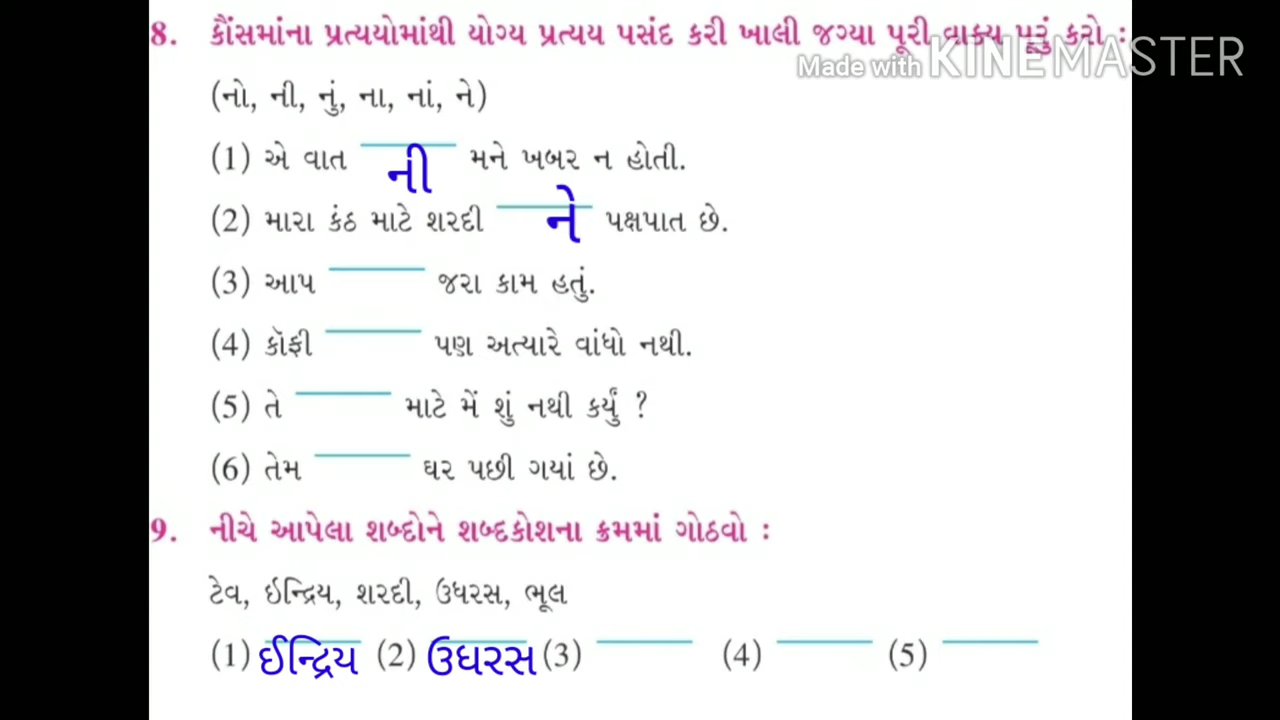 8. કૌંસમાંના પ્રત્યયોમાંથી યોગ્ય પ્રત્યય પસંદ કરી ખાલી જગ્યા પૂરી વાક્ય પૂરું કરો :
Made with KINEMASTER
(નો, ની, નું, ના, નાં, ને)
(1) એ વાત ની મને ખબર ન હોતી.
(2) મારા કંઠ માટે શરદી ને પક્ષપાત છે.
(3) આપ જરા કામ હતું.
(4) કૉફી પણ અત્યારે વાંધો નથી.
(5) તે માટે મેં શું નથી કર્યું ?
(6) તેમ ઘર પછી ગયાં છે.
9. નીચે આપેલા શબ્દોને શબ્દકોશના ક્રમમાં ગોઠવો :
ટેવ, ઇન્દ્રિય, શરદી, ઉધરસ, ભૂલ
(1) ઈન્દ્રિય (2) ઉધરસ (3) (4) (5)